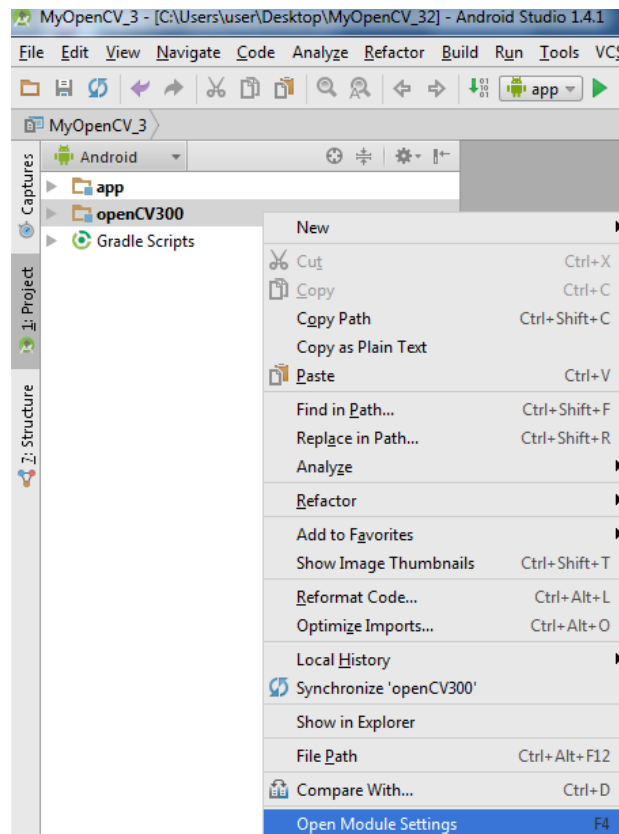 MyOpenCV_3 - [C:\Users\user\Desktop\MyOpenCV_32] - Android Studio 1.4.1
File Edit View Navigate Code Analyze Refactor Build Run Tools VCS
app
MyOpenCV_3
Android
Captures
1: Project
7: Structure
app
openCV300
Gradle Scripts
New
Cut Ctrl+X
Copy Ctrl+C
Copy Path Ctrl+Shift+C
Copy as Plain Text
Paste Ctrl+V
Find in Path... Ctrl+Shift+F
Replace in Path... Ctrl+Shift+R
Analyze
Refactor
Add to Favorites
Show Image Thumbnails Ctrl+Shift+T
Reformat Code... Ctrl+Alt+L
Optimize Imports... Ctrl+Alt+O
Local History
Synchronize 'openCV300'
Show in Explorer
File Path Ctrl+Alt+F12
Compare With... Ctrl+D
Open Module Settings F4